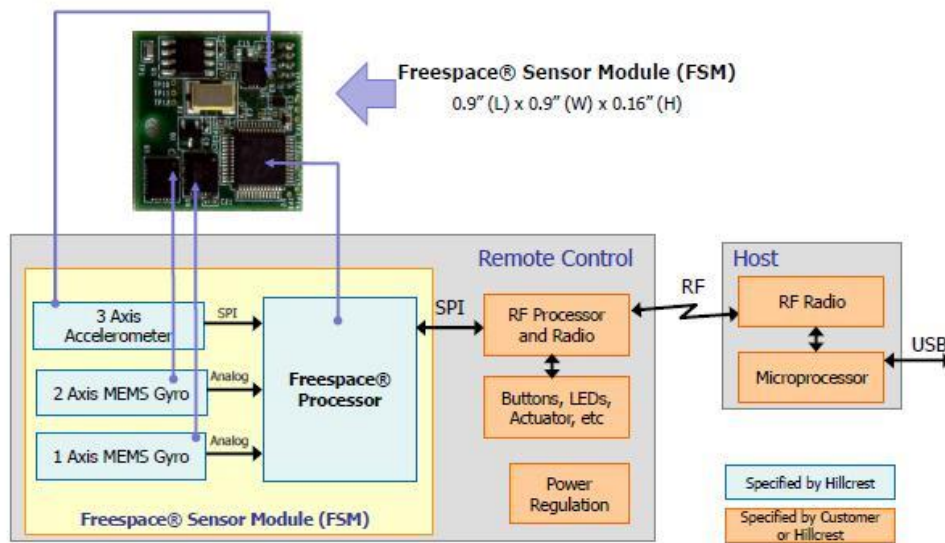 Freespace® Sensor Module (FSM)
0.9” (L) x 0.9” (W) x 0.16” (H)
Remote Control
Host
3 Axis
Accelerometer
SPI
2 Axis MEMS Gyro
Analog
1 Axis MEMS Gyro
Analog
Freespace®
Processor
SPI
RF Processor
and Radio
Buttons, LEDs,
Actuator, etc
Power
Regulation
RF
RF Radio
Microprocessor
USB
Freespace® Sensor Module (FSM)
Specified by Hillcrest
Specified by Customer
or Hillcrest